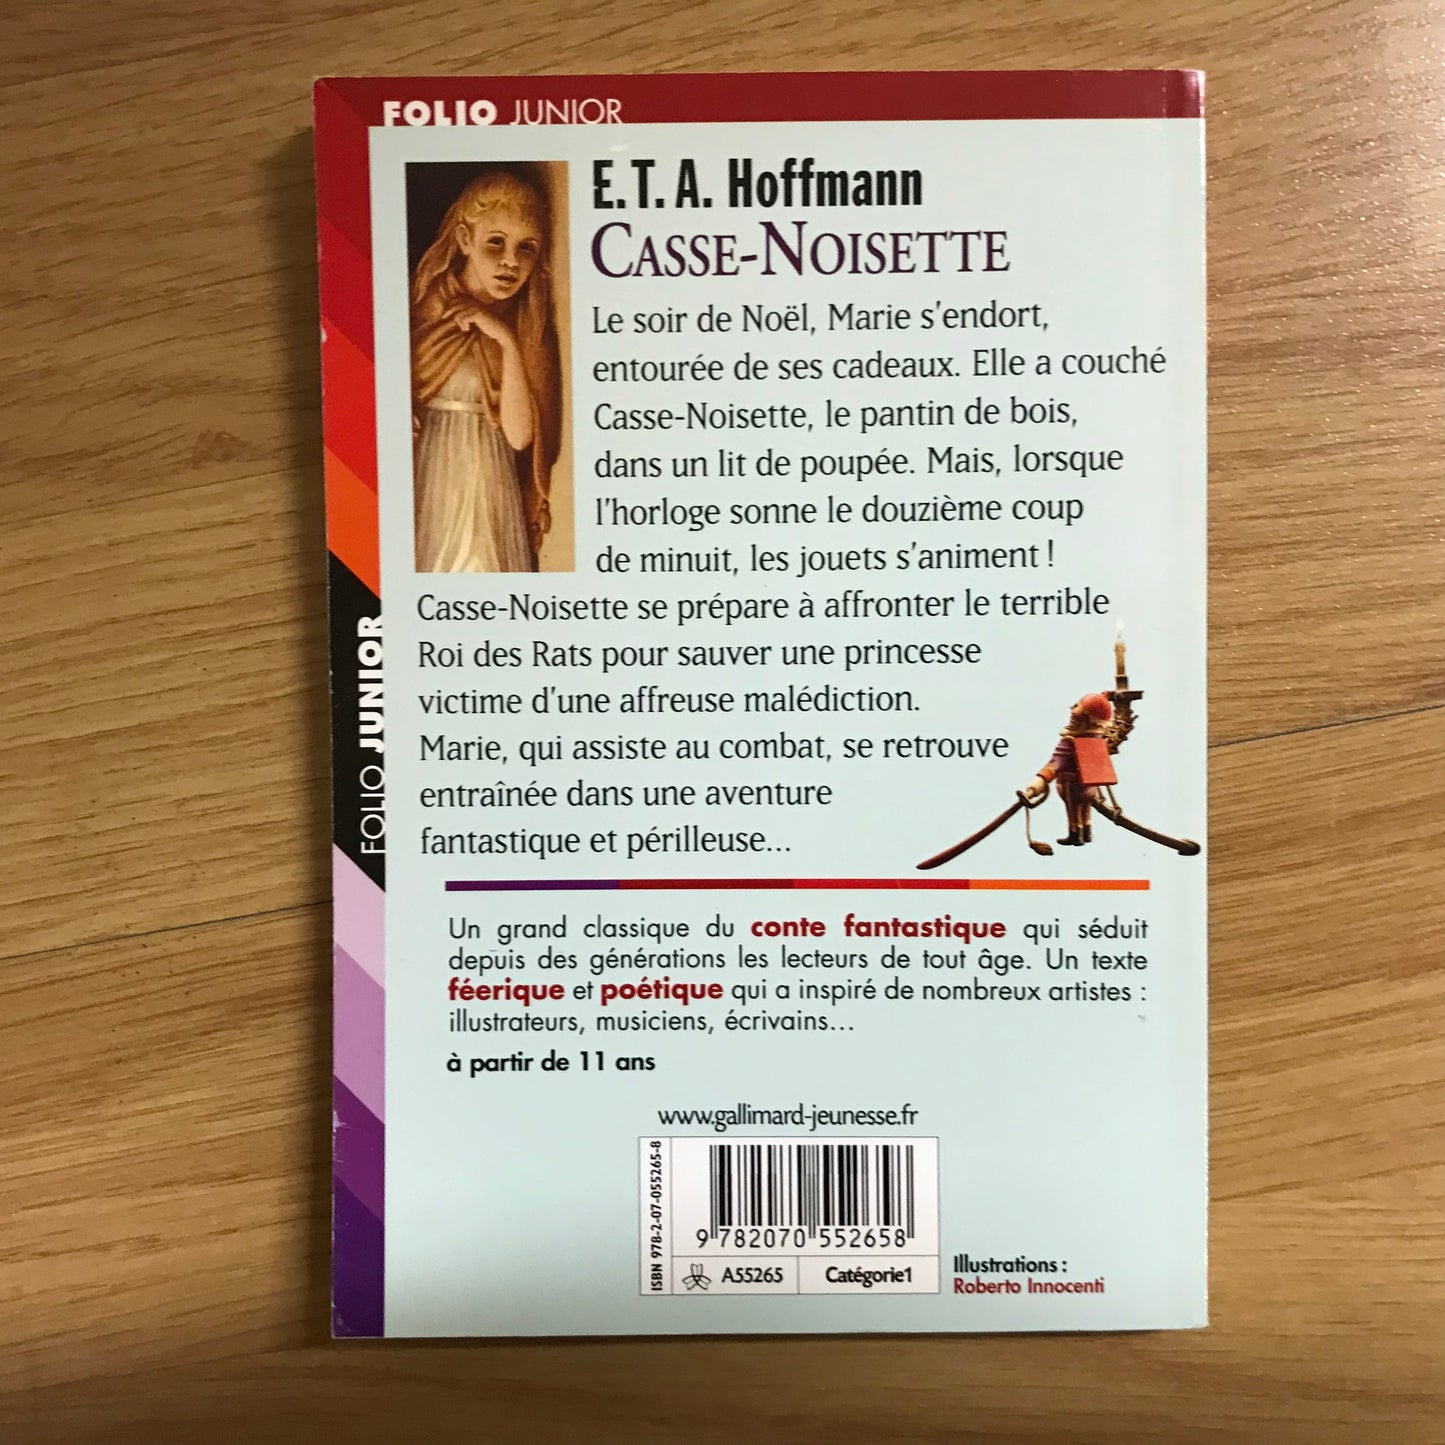 FOLIO JUNIOR
E.T.A. Hoffmann
CASSE-NOISETTE
Le soir de Noël, Marie s'endort,
entourée de ses cadeaux. Elle a couché
Casse-Noisette, le pantin de bois,
dans un lit de poupée. Mais, lorsque
l'horloge sonne le douzième coup
de minuit, les jouets s'animent !
Casse-Noisette se prépare à affronter le terrible
Roi des Rats pour sauver une princesse
victime d'une affreuse malédiction.
Marie, qui assiste au combat, se retrouve
entraînée dans une aventure
fantastique et périlleuse...
FOLIO JUNIOR
Un grand classique du conte fantastique qui séduit
depuis des générations les lecteurs de tout âge. Un texte
féerique et poétique qui a inspiré de nombreux artistes :
illustrateurs, musiciens, écrivains...
à partir de 11 ans
www.gallimard-jeunesse.fr
ISBN 978-2-07-055265-8
9 782070 552658
A55265 Catégorie1
Illustrations :
Roberto Innocenti